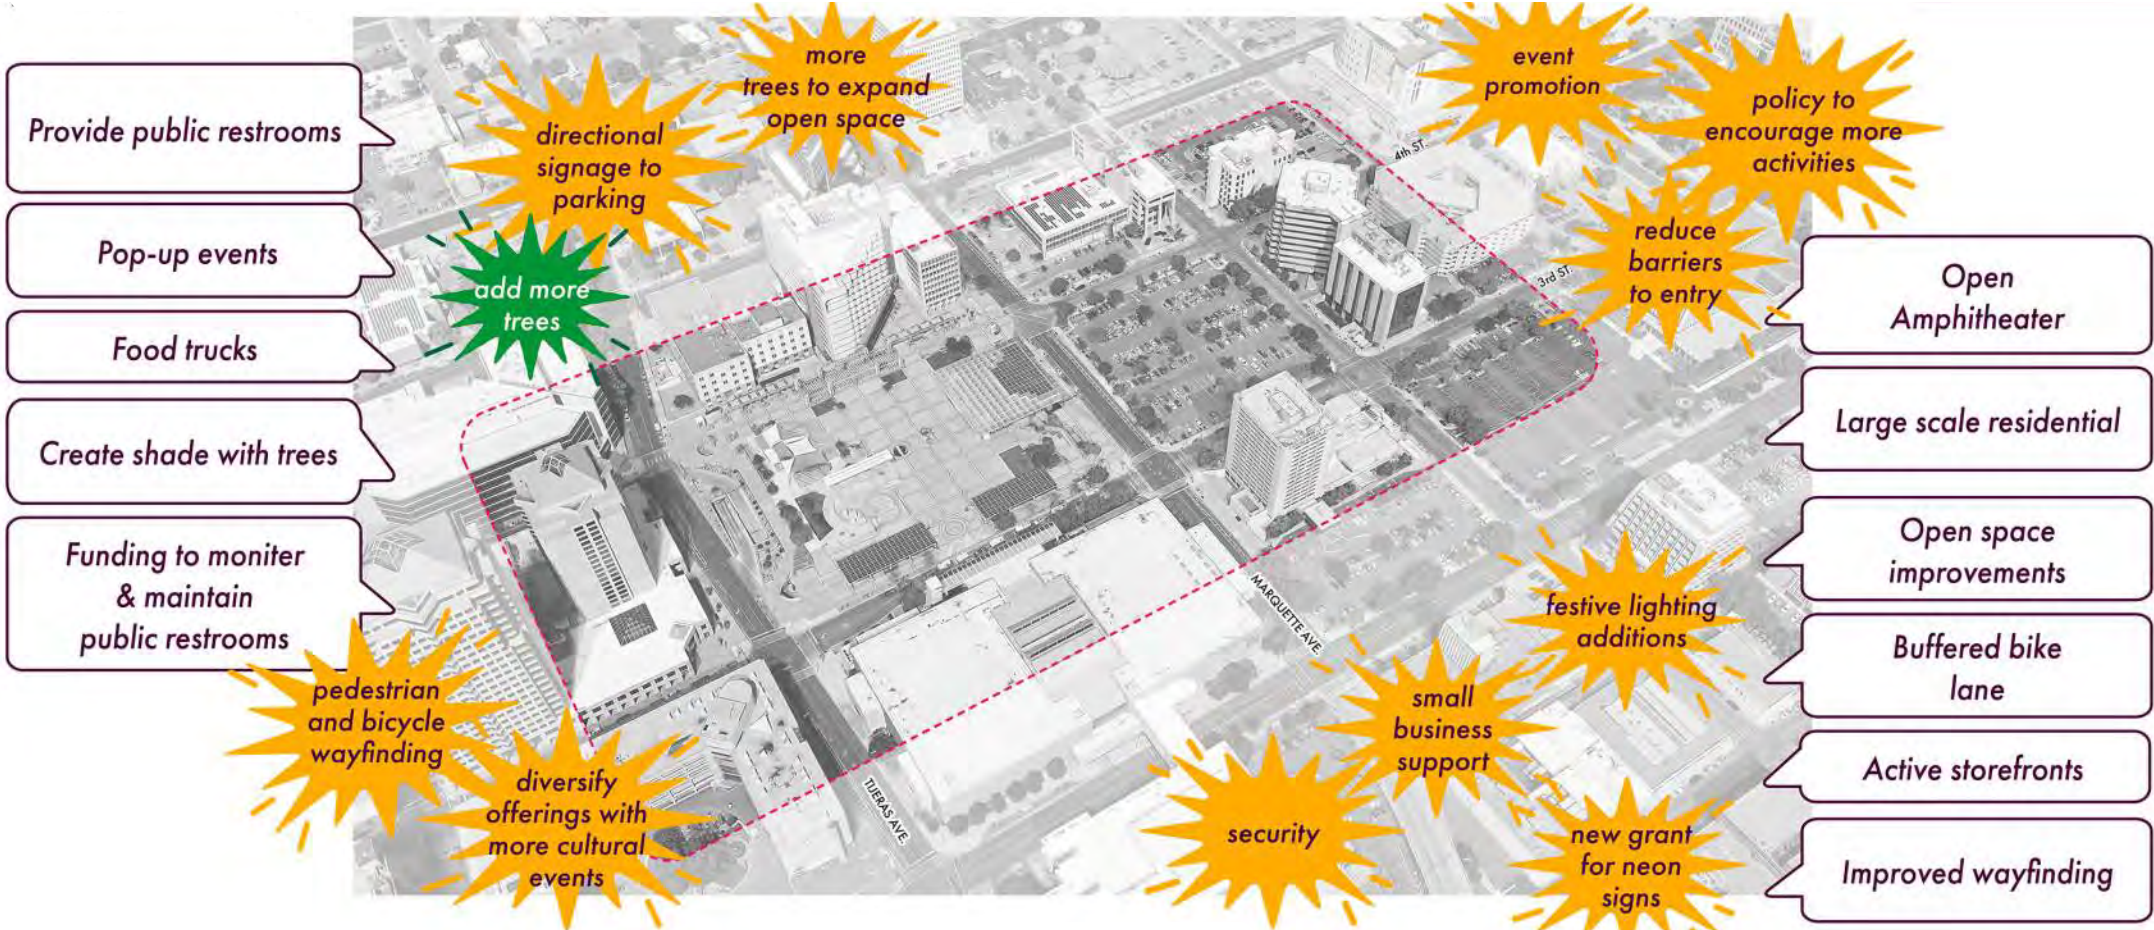 Provide public restrooms
Pop-up events
Food trucks
Create shade with trees
Funding to moniter
& maintain
public restrooms
directional
signage to
parking
more
trees to expand
open space
add more
trees
event
promotion
policy to
encourage more
activities
reduce
barriers
to entry
4th ST.
3rd ST.
MARQUETTE AVE.
TIJERAS AVE.
Open
Amphitheater
Large scale residential
Open space
improvements
Buffered bike
lane
Active storefronts
Improved wayfinding
festive lighting
additions
small
business
support
security
new grant
for neon
signs
pedestrian
and bicycle
wayfinding
diversify
offerings with
more cultural
events